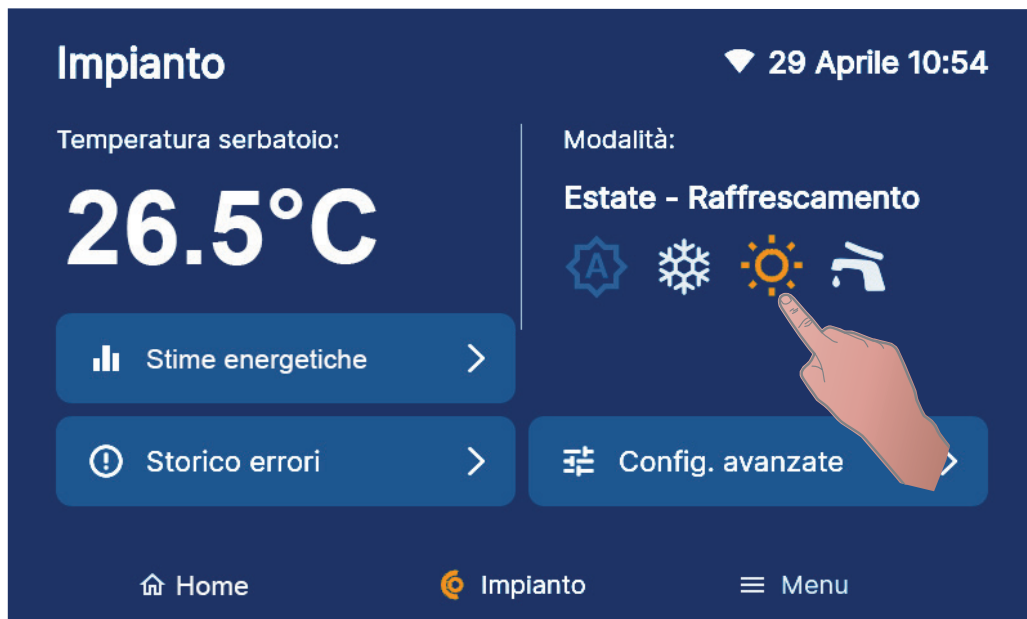 Impianto
29 Aprile 10:54
Temperatura serbatoio:
26.5°C
Modalità:
Estate - Raffrescamento
A
Stime energetiche
Storico errori
Config. avanzate
Home
Impianto
Menu